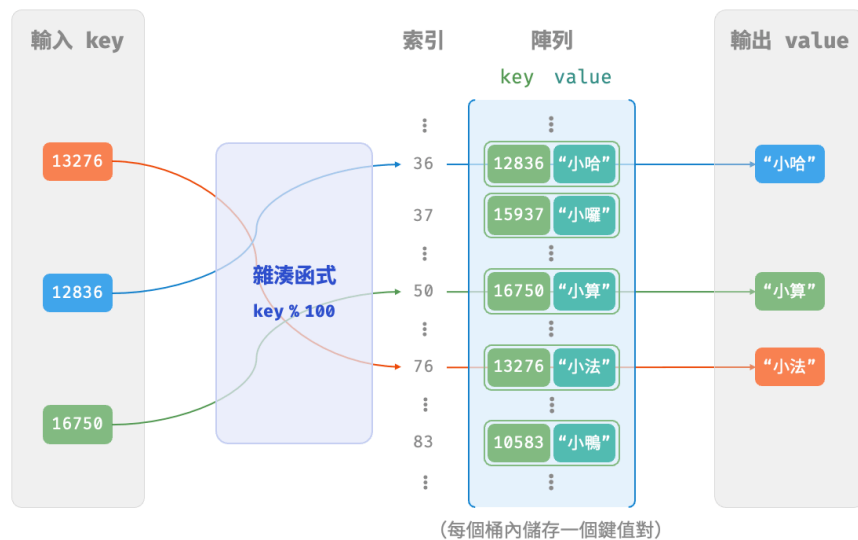 輸入 key
索引
陣列
輸出 value
key value
13276
36
12836 “小哈”
“小哈”
37
15937 “小囉”
雜湊函式
key % 100
12836
50
16750 “小算”
“小算”
76
13276 “小法”
“小法”
16750
83
10583 “小鴨”
（每個桶內儲存一個鍵值對）